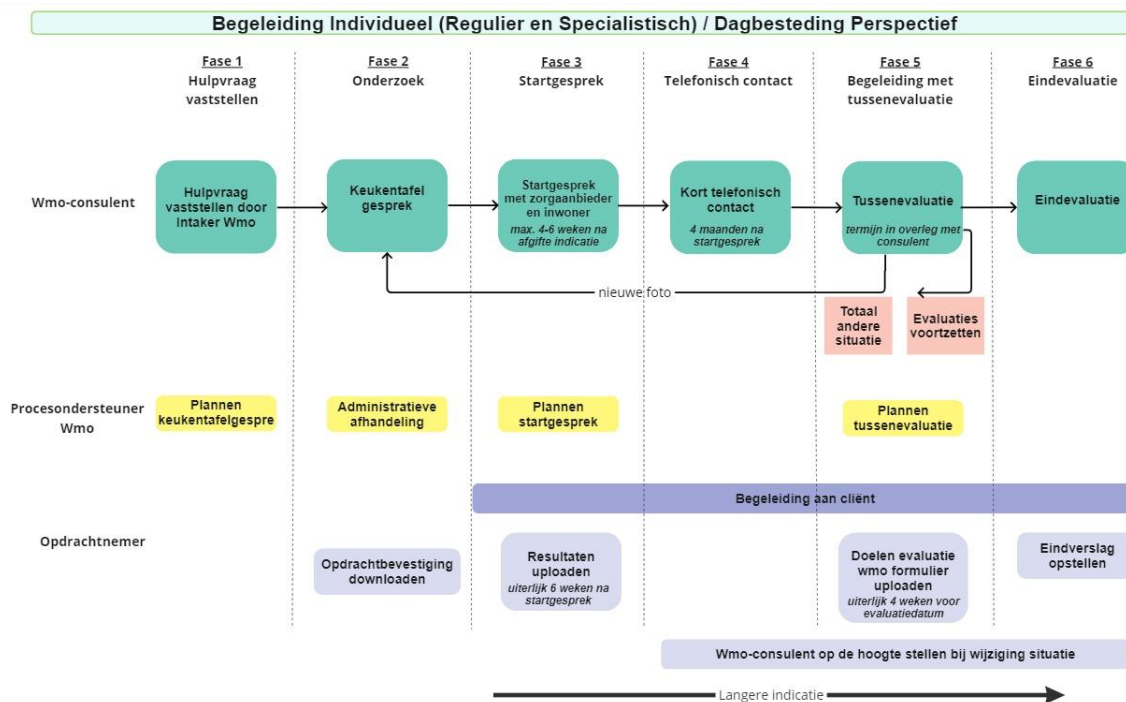 Begeleiding Individueel (Regulier en Specialistisch) / Dagbesteding Perspectief
Fase 1
Hulpvraag
vaststellen
Fase 2
Onderzoek
Fase 3
Startgesprek
Fase 4
Telefonisch contact
Fase 5
Begeleiding met
tussenevaluatie
Fase 6
Eindevaluatie
Wmo-consulent
Hulpvraag
vaststellen door
Intaker Wmo
Keukentafel
gesprek
Startgesprek
met zorgaanbieder
en inwoner
max. 4-6 weken na
afgifte indicatie
Kort telefonisch
contact
4 maanden na
startgesprek
Tussenevaluatie
termijn in overleg met
consulent
Eindevaluatie
nieuwe foto
Totaal
andere
situatie
Evaluaties
voortzetten
Procesondersteuner
Wmo
Plannen
keukentafelgespre
Administratieve
afhandeling
Plannen
startgesprek
Plannen
tussenevaluatie
Begeleiding aan cliënt
Opdrachtnemer
Opdrachtbevestiging
downloaden
Resultaten
uploaden
uiterlijk 6 weken na
startgesprek
Doelen evaluatie
wmo formulier
uploaden
uiterlijk 4 weken voor
evaluatiedatum
Eindverslag
opstellen
Wmo-consulent op de hoogte stellen bij wijziging situatie
Langere indicatie